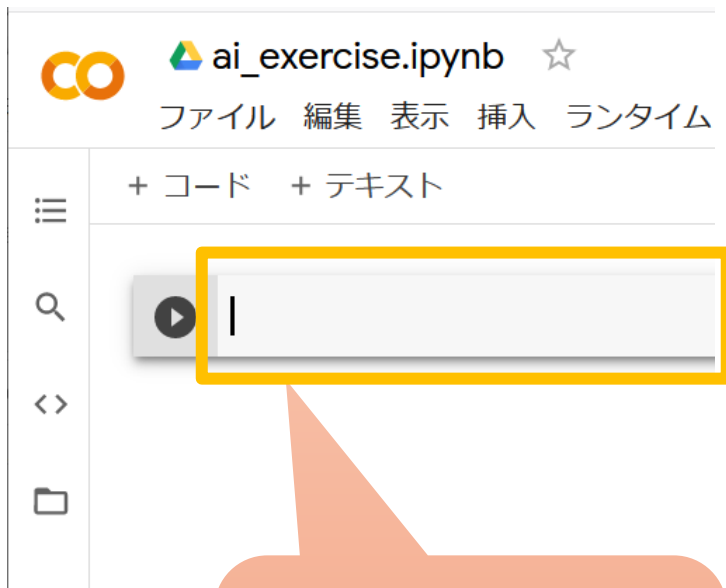 ai_exercise.ipynb
ファイル 編集 表示 挿入 ランタイム
+ コード + テキスト